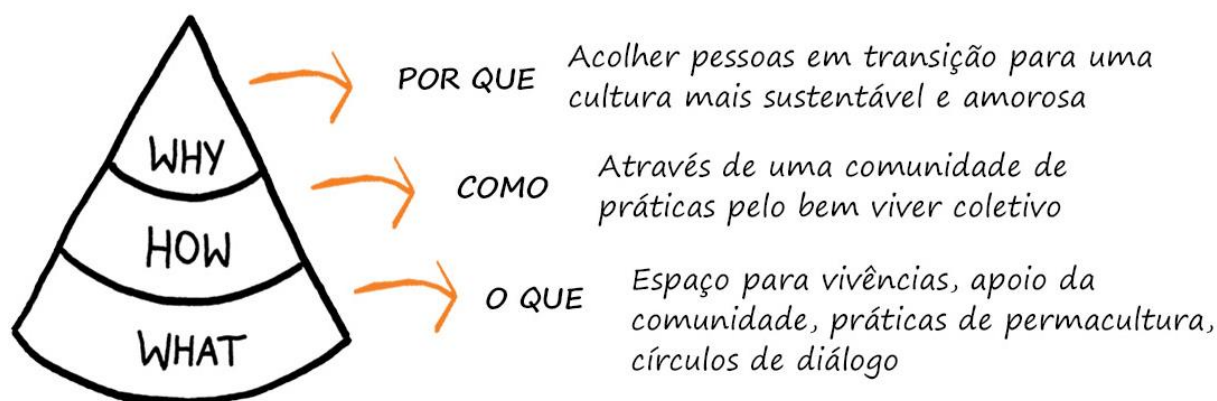 WHY
POR QUE
Acolher pessoas em transição para uma
cultura mais sustentável e amorosa
HOW
COMO
Através de uma comunidade de
práticas pelo bem viver coletivo
WHAT
O QUE
Espaço para vivências, apoio da
comunidade, práticas de permacultura,
círculos de diálogo